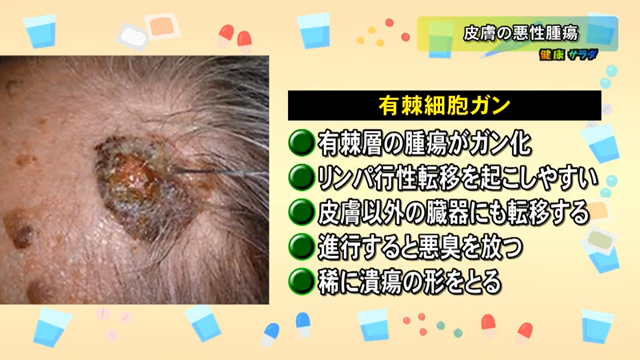 皮膚の悪性腫瘍
健康サラダ
有棘細胞ガン
有棘層の腫瘍がガン化
リンパ行性転移を起こしやすい
皮膚以外の臓器にも転移する
進行すると悪臭を放つ
稀に潰瘍の形をとる